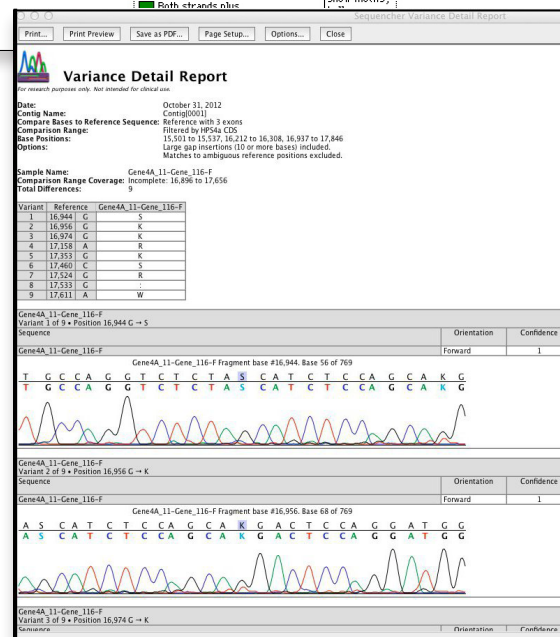 Both strands plus
Show motifs,
Sequencher Variance Detail Report
Print... Print Preview Save as PDF... Page Setup... Options... Close
Variance Detail Report
For research purposes only. Not intended for clinical use.
Date: October 31, 2012
Contig Name: Contig[0001]
Compare Bases to Reference Sequence: Reference with 3 exons
Comparison Range: Filtered by HPS4a CDS
Base Positions: 15,501 to 15,537, 16,212 to 16,308, 16,937 to 17,846
Options: Large gap insertions (10 or more bases) included.
Matches to ambiguous reference positions excluded.
Sample Name: Gene4A_11-Gene_116-F
Comparison Range Coverage: Incomplete: 16,896 to 17,656
Total Differences: 9
Variant Reference Gene4A_11-Gene_116-F
1 16,944 G S
2 16,956 G K
3 16,974 G K
4 17,158 A R
5 17,353 G K
6 17,460 C S
7 17,524 G R
8 17,533 G :
9 17,611 A W
Gene4A_11-Gene_116-F
Variant 1 of 9 • Position 16,944 G → S
Sequence Orientation Confidence
Gene4A_11-Gene_116-F Forward 1
Gene4A_11-Gene_116-F Fragment base #16,944. Base 56 of 769
T G C C A G G T C T C T A S C A T C T C C A G C A K G
T G C C A G G T C T C T A S C A T C T C C A G C A K G
Gene4A_11-Gene_116-F
Variant 2 of 9 • Position 16,956 G → K
Sequence Orientation Confidence
Gene4A_11-Gene_116-F Forward 1
Gene4A_11-Gene_116-F Fragment base #16,956. Base 68 of 769
A S C A T C T C C A G C A K G A C T C C A G G A T G G
A S C A T C T C C A G C A K G A C T C C A G G A T G G
Gene4A_11-Gene_116-F
Variant 3 of 9 • Position 16,974 G → K
Sequence Orientation Confidence